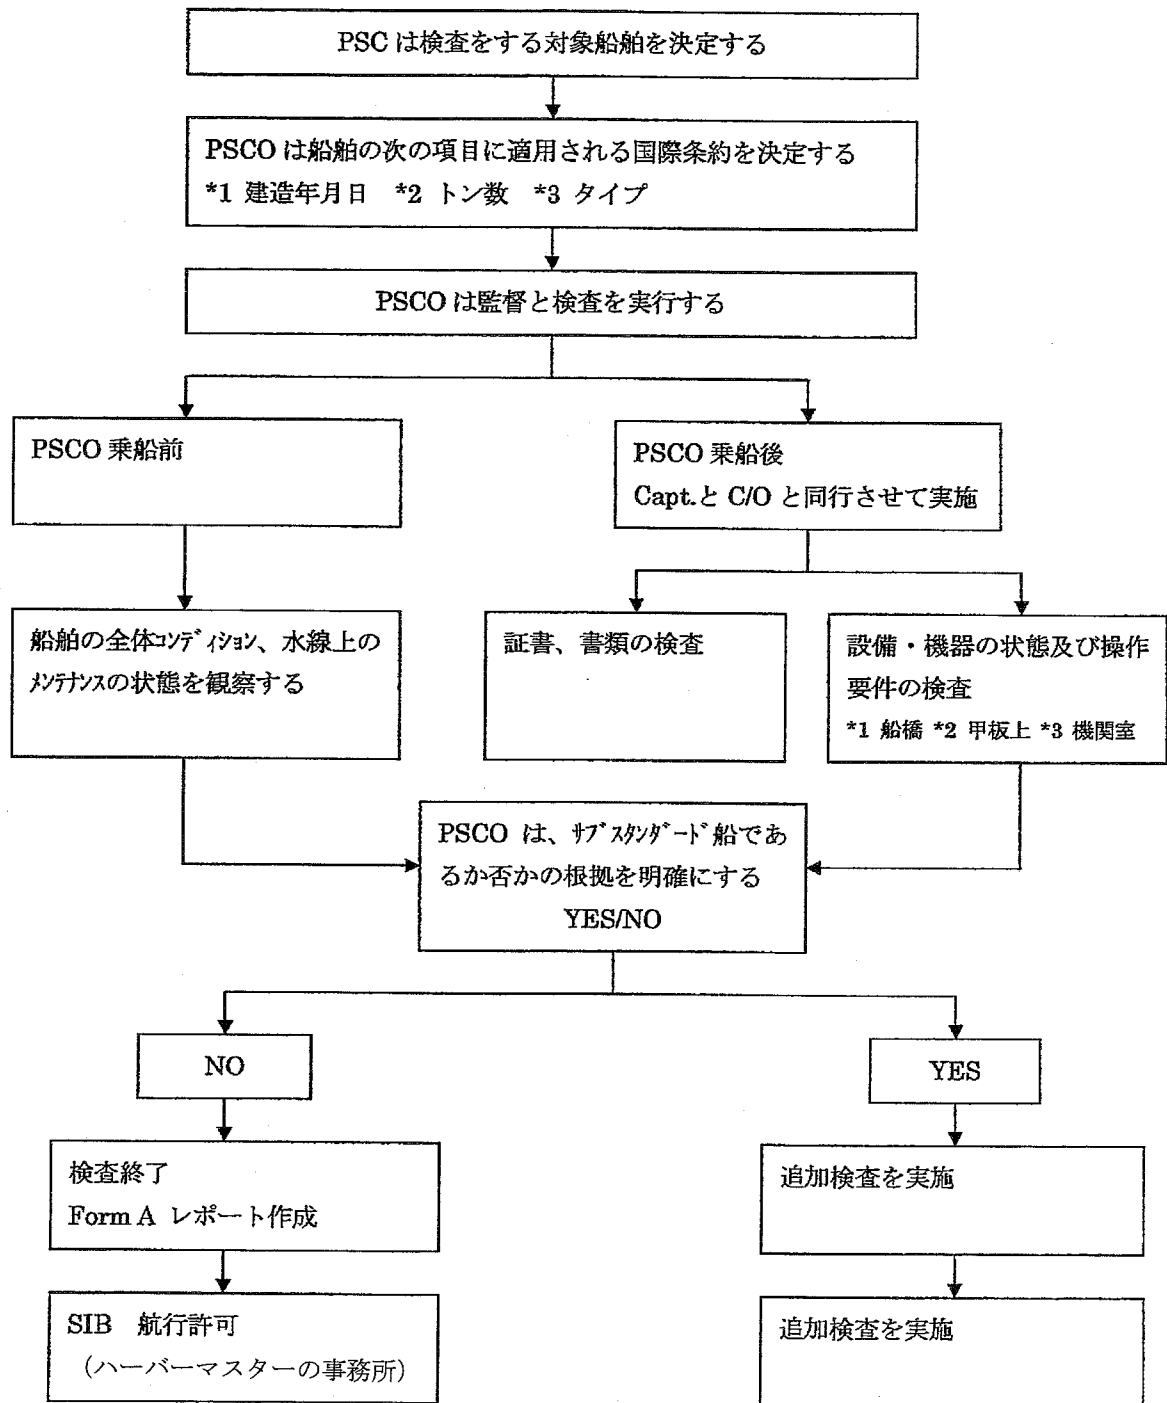 PSC は検査をする対象船舶を決定する
PSCO は船舶の次の項目に適用される国際条約を決定する
*1 建造年月日 *2 トン数 *3 タイプ
PSCO は監督と検査を実行する
PSCO 乗船前
PSCO 乗船後
Capt.と C/O と同行させて実施
船舶の全体ｺﾝﾃﾞｨｼｮﾝ、水線上の
ﾒﾝﾃﾅﾝｽの状態を観察する
証書、書類の検査
設備・機器の状態及び操作
要件の検査
*1 船橋 *2 甲板上 *3 機関室
PSCO は、ｻﾌﾞｽﾀﾝﾀﾞｰﾄﾞ船であ
るか否かの根拠を明確にする
YES/NO
NO
YES
検査終了
Form A レポート作成
追加検査を実施
SIB 航行許可
（ハーバーマスターの事務所）
追加検査を実施